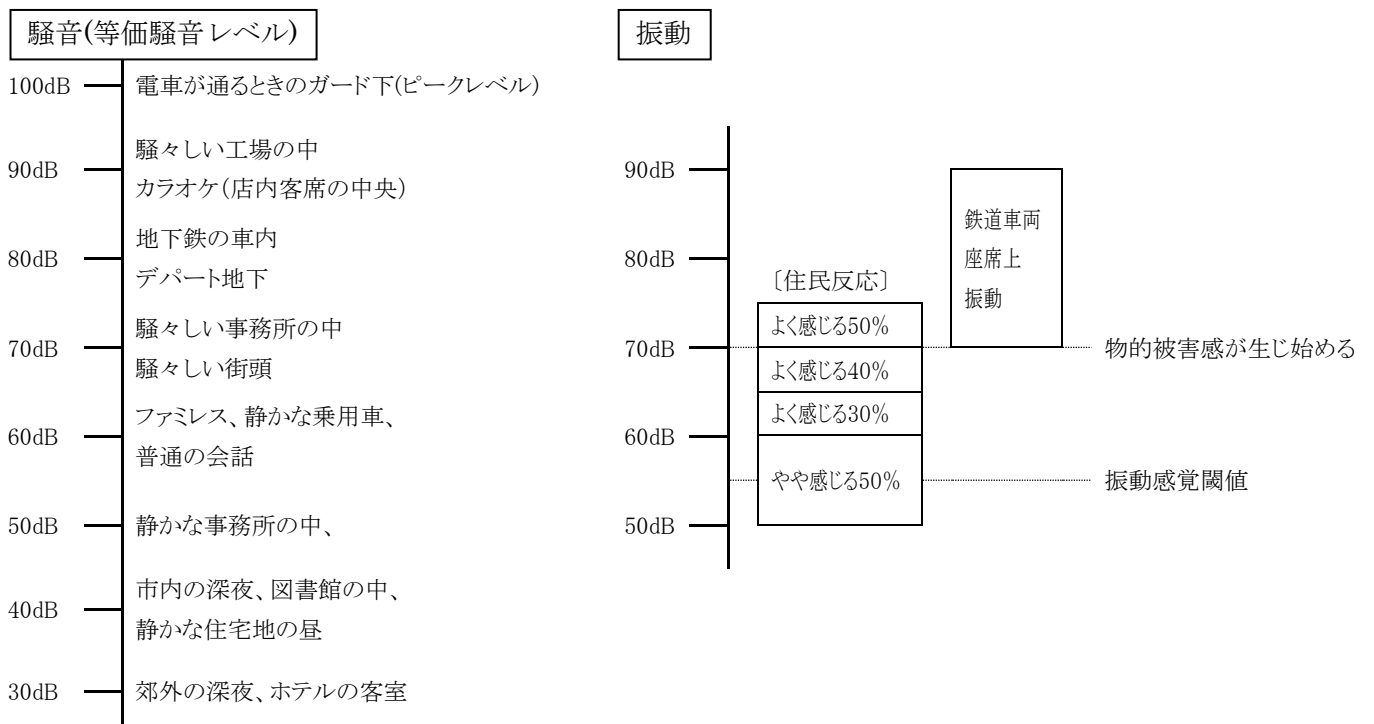 騒音(等価騒音レベル)
100dB 電車が通るときのガード下(ピークレベル)
騒々しい工場の中
90dB
カラオケ(店内客席の中央)
地下鉄の車内
80dB
デパート地下
騒々しい事務所の中
70dB
騒々しい街頭
ファミレス、静かな乗用車、
60dB
普通の会話
50dB 静かな事務所の中、
市内の深夜、図書館の中、
40dB
静かな住宅地の昼
30dB 郊外の深夜、ホテルの客室
振動
90dB
80dB
70dB
60dB
50dB
〔住民反応〕
よく感じる50%
よく感じる40%
よく感じる30%
やや感じる50%
鉄道車両
座席上
振動
物的被害感が生じ始める
振動感覚閾値